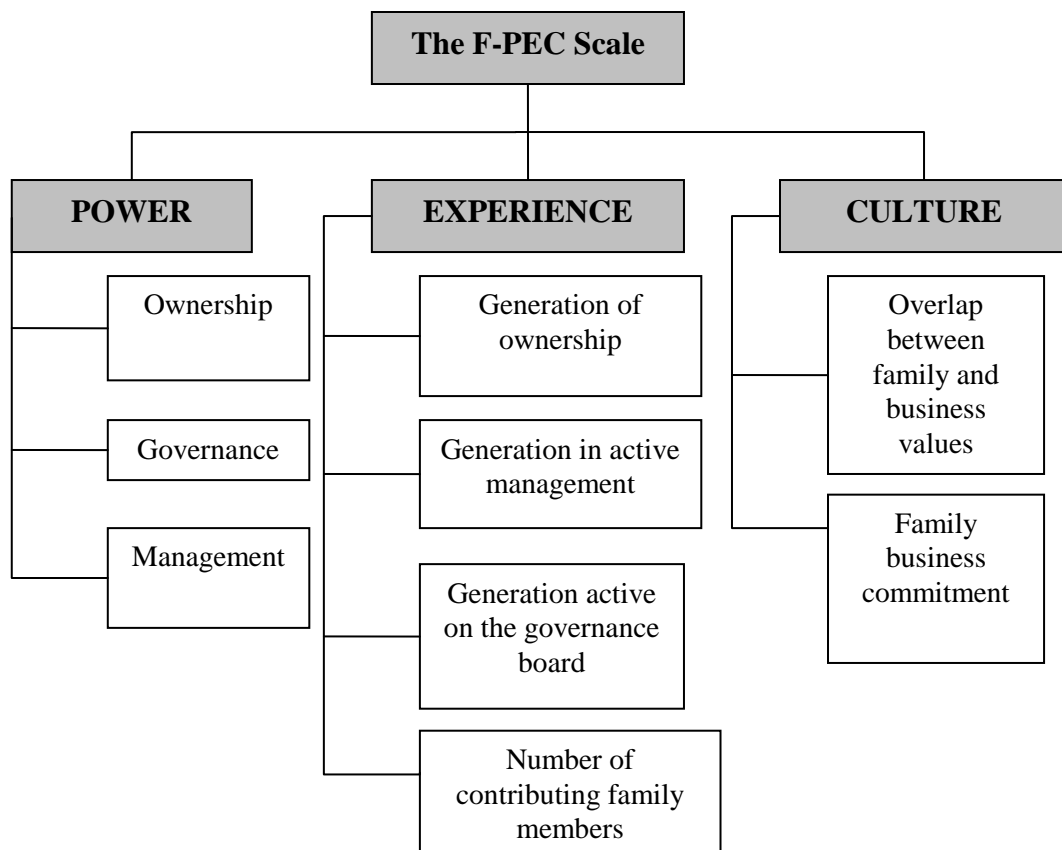 The F-PEC Scale
POWER
Ownership
Governance
Management
EXPERIENCE
Generation of
ownership
Generation in active
management
Generation active
on the governance
board
Number of
contributing family
members
CULTURE
Overlap
between
family and
business
values
Family
business
commitment